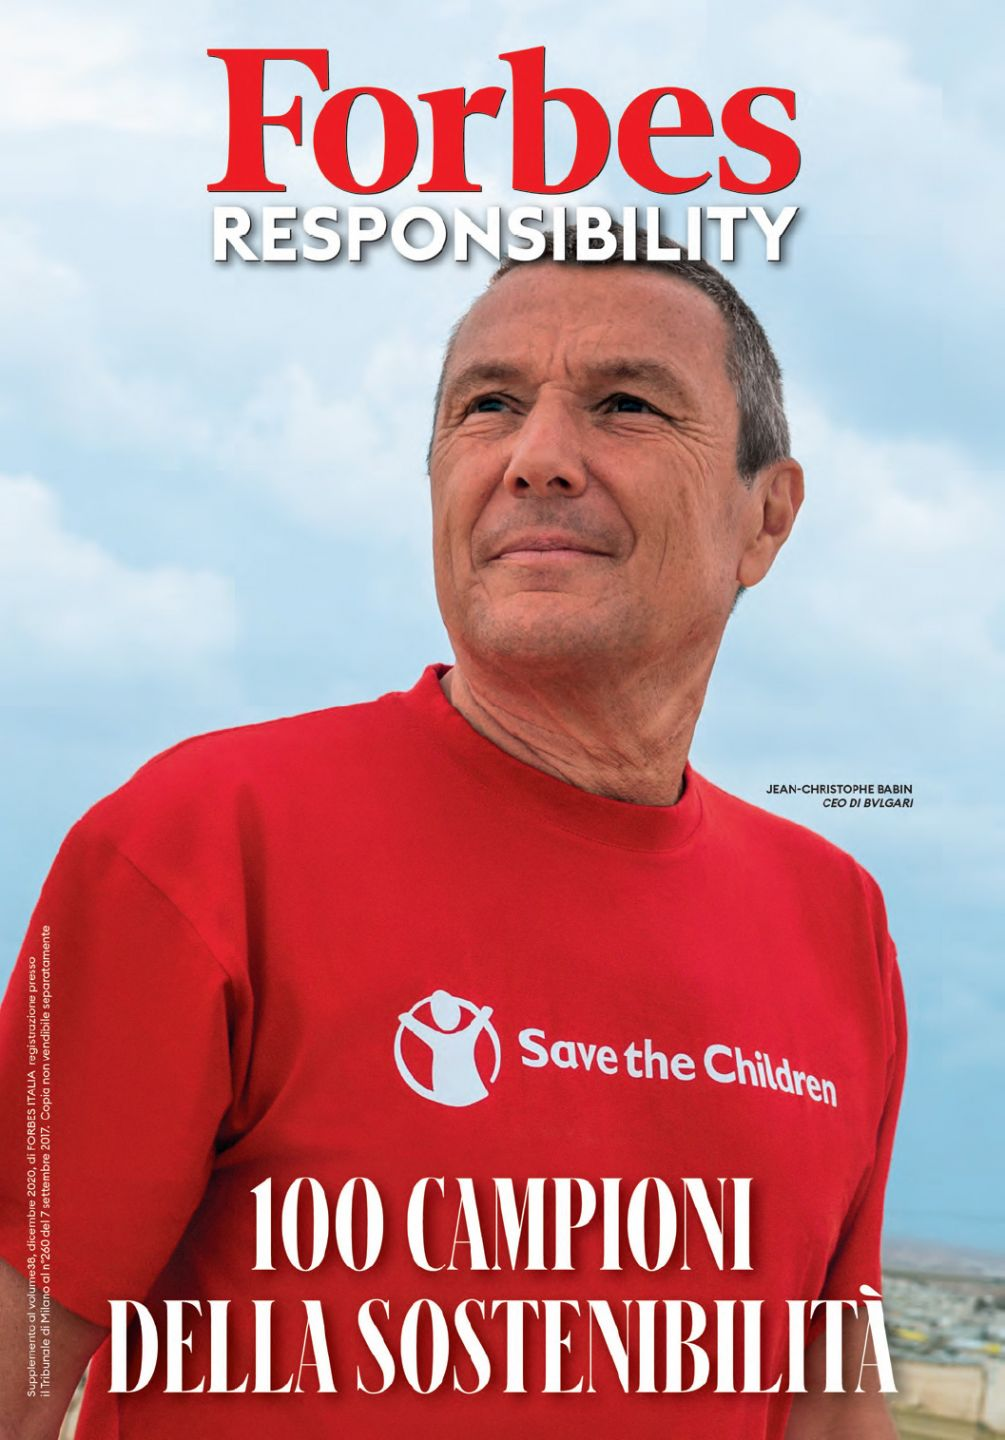 Forbes
RESPONSIBILITY
JEAN-CHRISTOPHE BABIN
CEO DI BVLGARI
Save the Children
100 CAMPIONI
DELLA SOSTENIBILITÀ
Supplemento al volume38, dicembre 2020, di FORBES ITALIA registrazione presso
il Tribunale di Milano al n°260 del 7 settembre 2017. Copia non vendibile separatamente